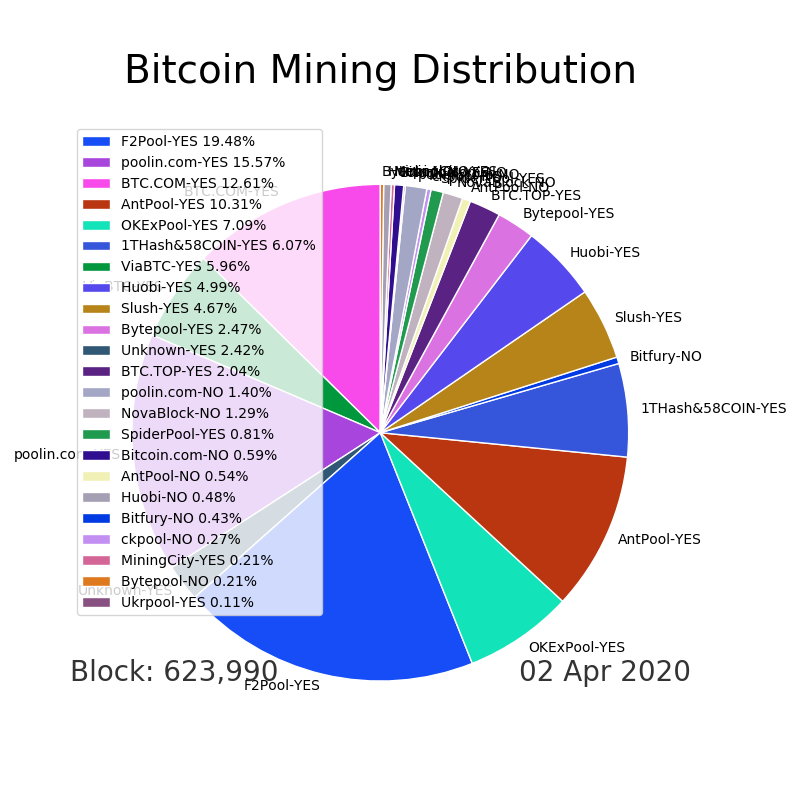 Bitcoin Mining Distribution
F2Pool-YES 19.48%
poolin.com-YES 15.57%
BTC.COM-YES 12.61%
AntPool-YES 10.31%
OKExPool-YES 7.09%
1THash&58COIN-YES 6.07%
ViaBTC-YES 5.96%
Huobi-YES 4.99%
Slush-YES 4.67%
Bytepool-YES 2.47%
Unknown-YES 2.42%
BTC.TOP-YES 2.04%
poolin.com-NO 1.40%
NovaBlock-NO 1.29%
SpiderPool-YES 0.81%
Bitcoin.com-NO 0.59%
AntPool-NO 0.54%
Huobi-NO 0.48%
Bitfury-NO 0.43%
ckpool-NO 0.27%
MiningCity-YES 0.21%
Bytepool-NO 0.21%
Ukrpool-YES 0.11%
BTC.COM-YES
poolin.co
Unknown-YES
F2Pool-YES
OKExPool-YES
AntPool-YES
1THash&58COIN-YES
Bitfury-NO
Slush-YES
Huobi-YES
Bytepool-YES
BTC.TOP-YES
AntPool-NO
NovaBlock-NO
Block: 623,990
02 Apr 2020